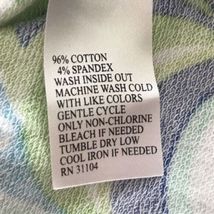 96% COTTON
4% SPANDEX
WASH INSIDE OUT
MACHINE WASH COLD
WITH LIKE COLORS
GENTLE CYCLE
ONLY NON-CHLORINE
BLEACH IF NEEDED
TUMBLE DRY LOW
COOL IRON IF NEEDED
RN 31104